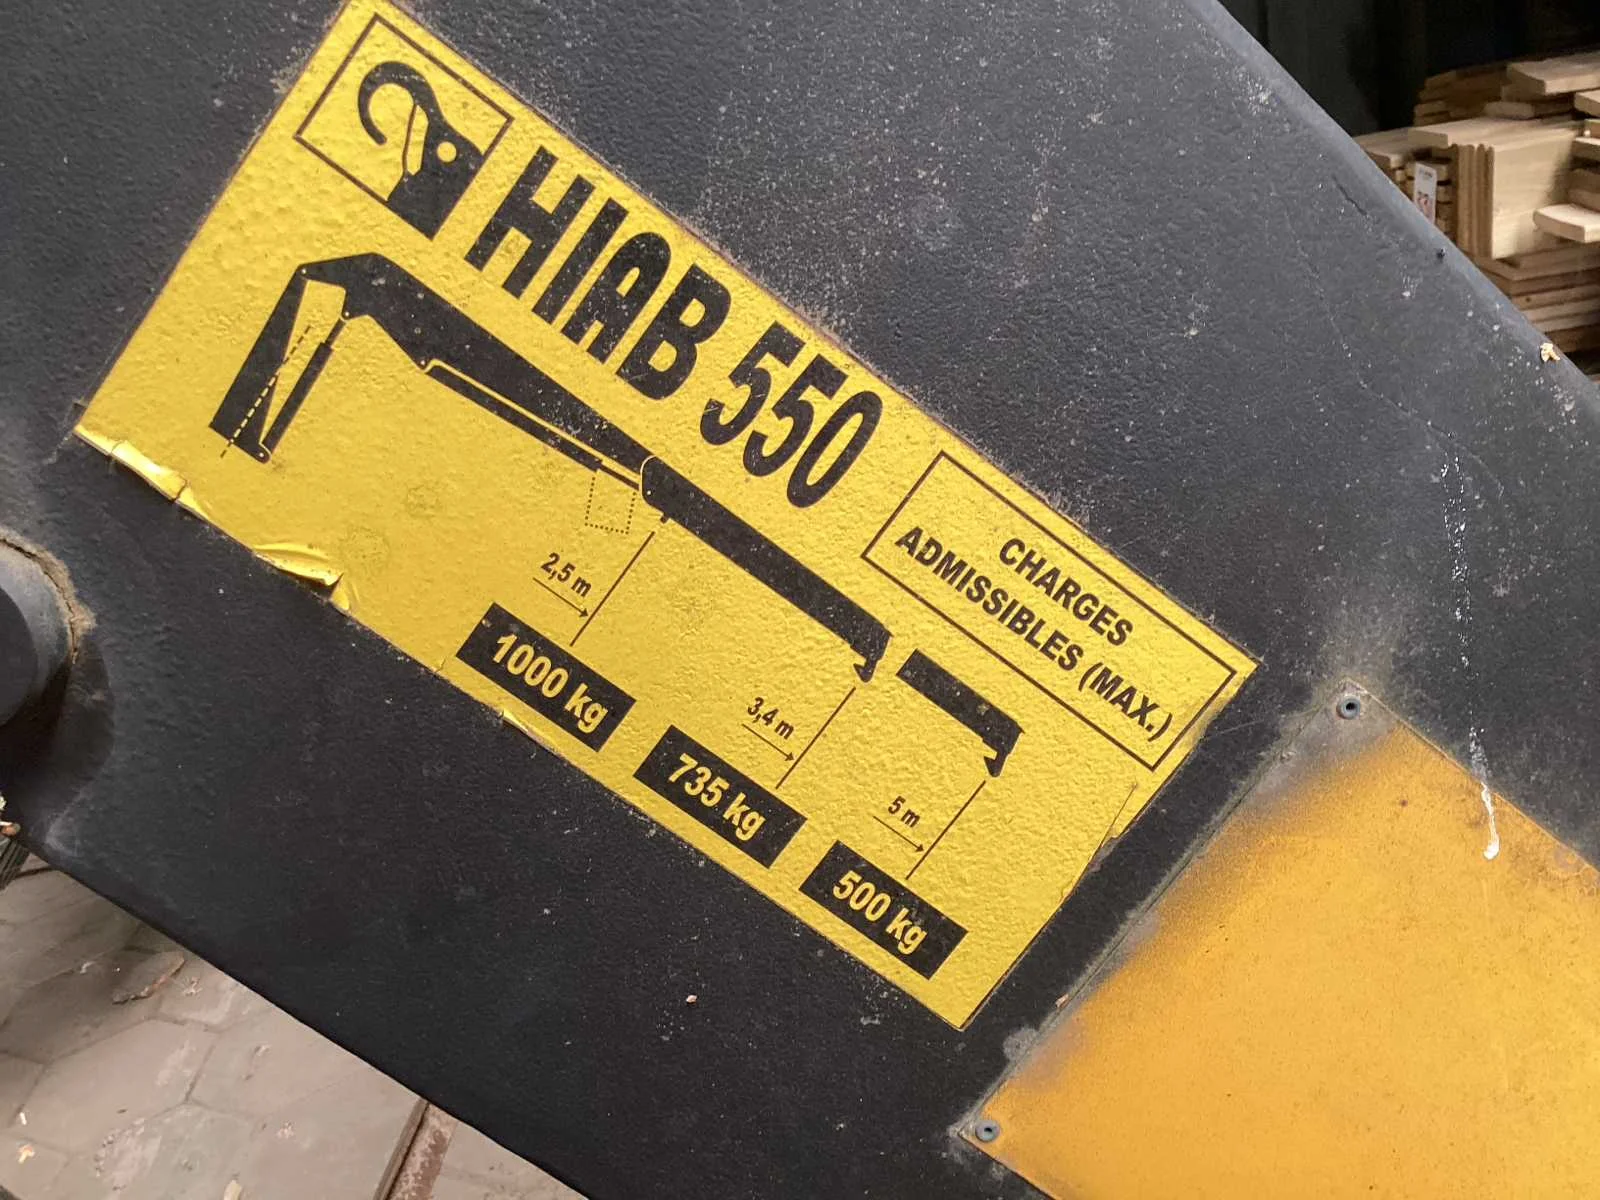 HIAB 550
CHARGES
ADMISSIBLES (MAX.)
2,5 m
1000 kg
3,4 m
735 kg
5 m
500 kg